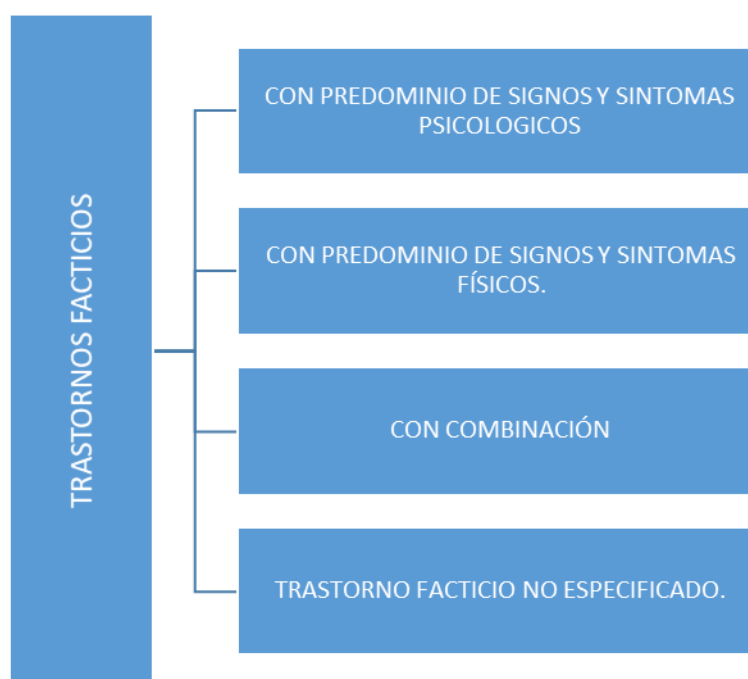 TRASTORNOS FACTICIOS
CON PREDOMINIO DE SIGNOS Y SINTOMAS
PSICOLOGICOS
CON PREDOMINIO DE SIGNOS Y SINTOMAS
FÍSICOS.
CON COMBINACIÓN
TRASTORNO FACTICIO NO ESPECIFICADO.